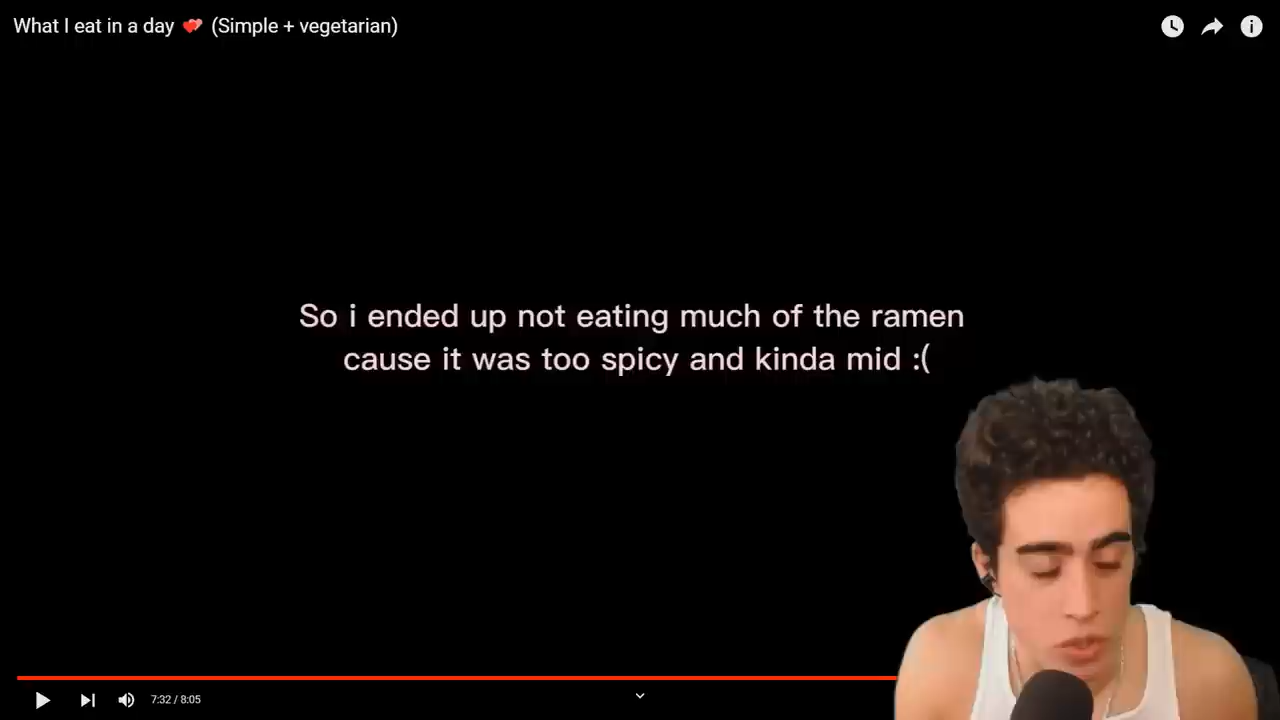 What I eat in a day 💕 (Simple + vegetarian)
So i ended up not eating much of the ramen
cause it was too spicy and kinda mid :(
7:32 / 8:05